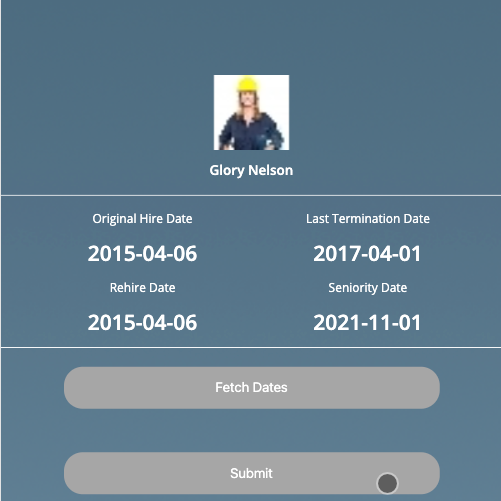 Glory Nelson
Original Hire Date
Last Termination Date
2015-04-06
2017-04-01
Rehire Date
Seniority Date
2015-04-06
2021-11-01
Fetch Dates
Submit